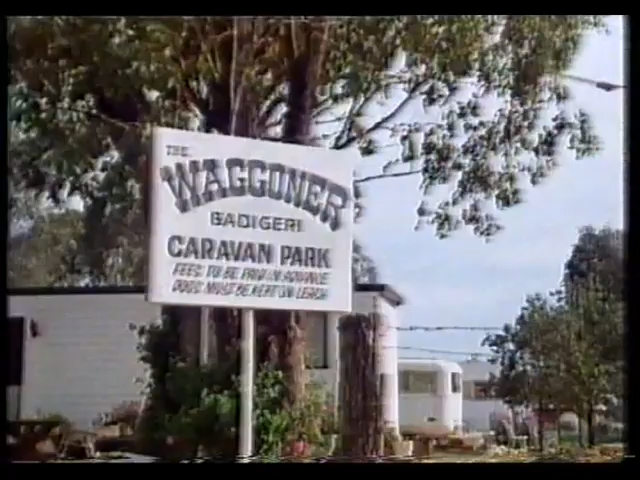 THE
WAGGONER
BADIGERI
CARAVAN PARK
FEES TO BE PAID IN ADVANCE
DOGS MUST BE KEPT ON LEASH